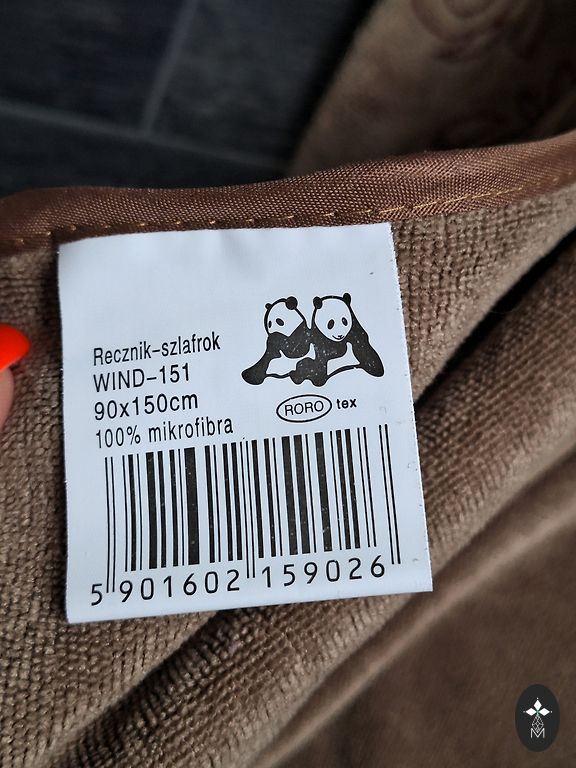 Recznik-szlafrok
WIND-151
90x150cm
100% mikrofibra
RORO tex
5 901602 159026
M